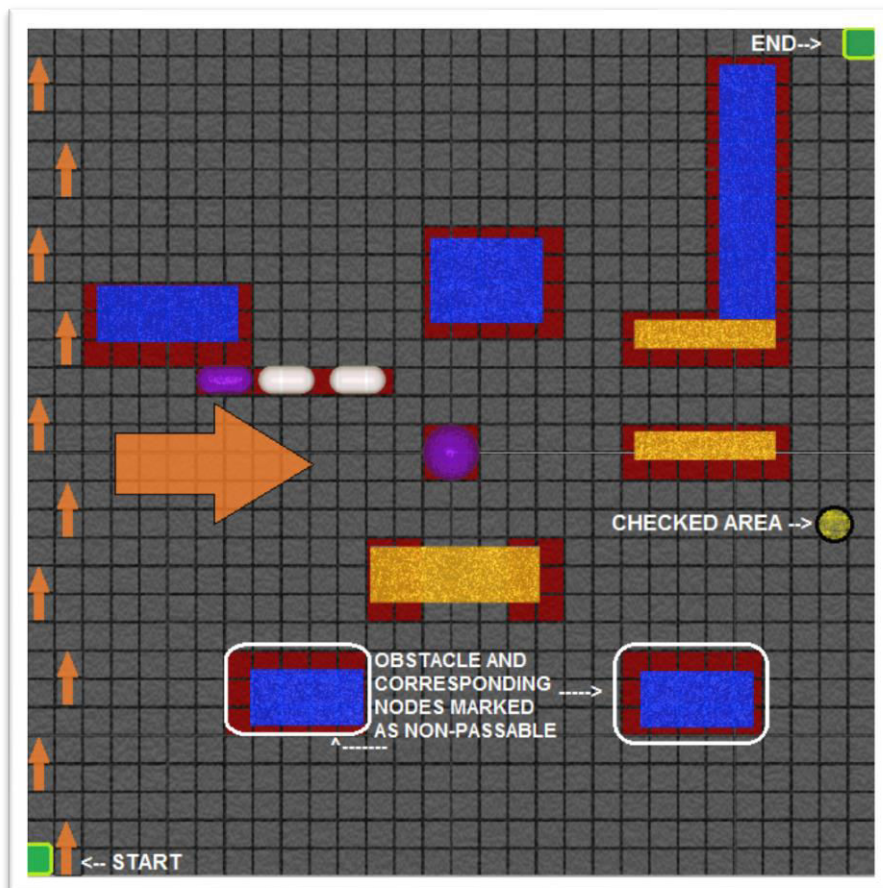 END-->
CHECKED AREA -->
OBSTACLE AND
CORRESPONDING ----->
NODES MARKED
AS NON-PASSABLE
^-------
<-- START